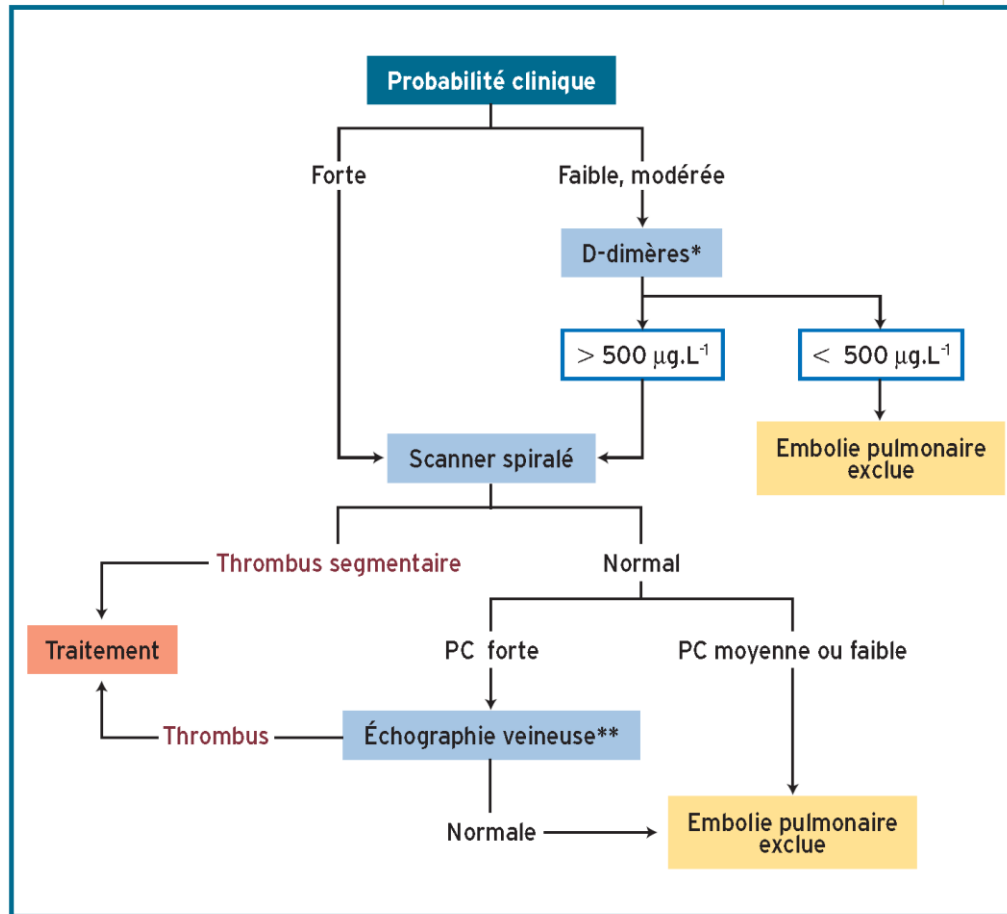 Probabilité clinique
Forte
Faible, modérée
D-dimères*
> 500 µg.L⁻¹
< 500 µg.L⁻¹
Scanner spiralé
Embolie pulmonaire
exclue
Thrombus segmentaire
Normal
Traitement
PC forte
PC moyenne ou faible
Thrombus
Échographie veineuse**
Normale
Embolie pulmonaire
exclue